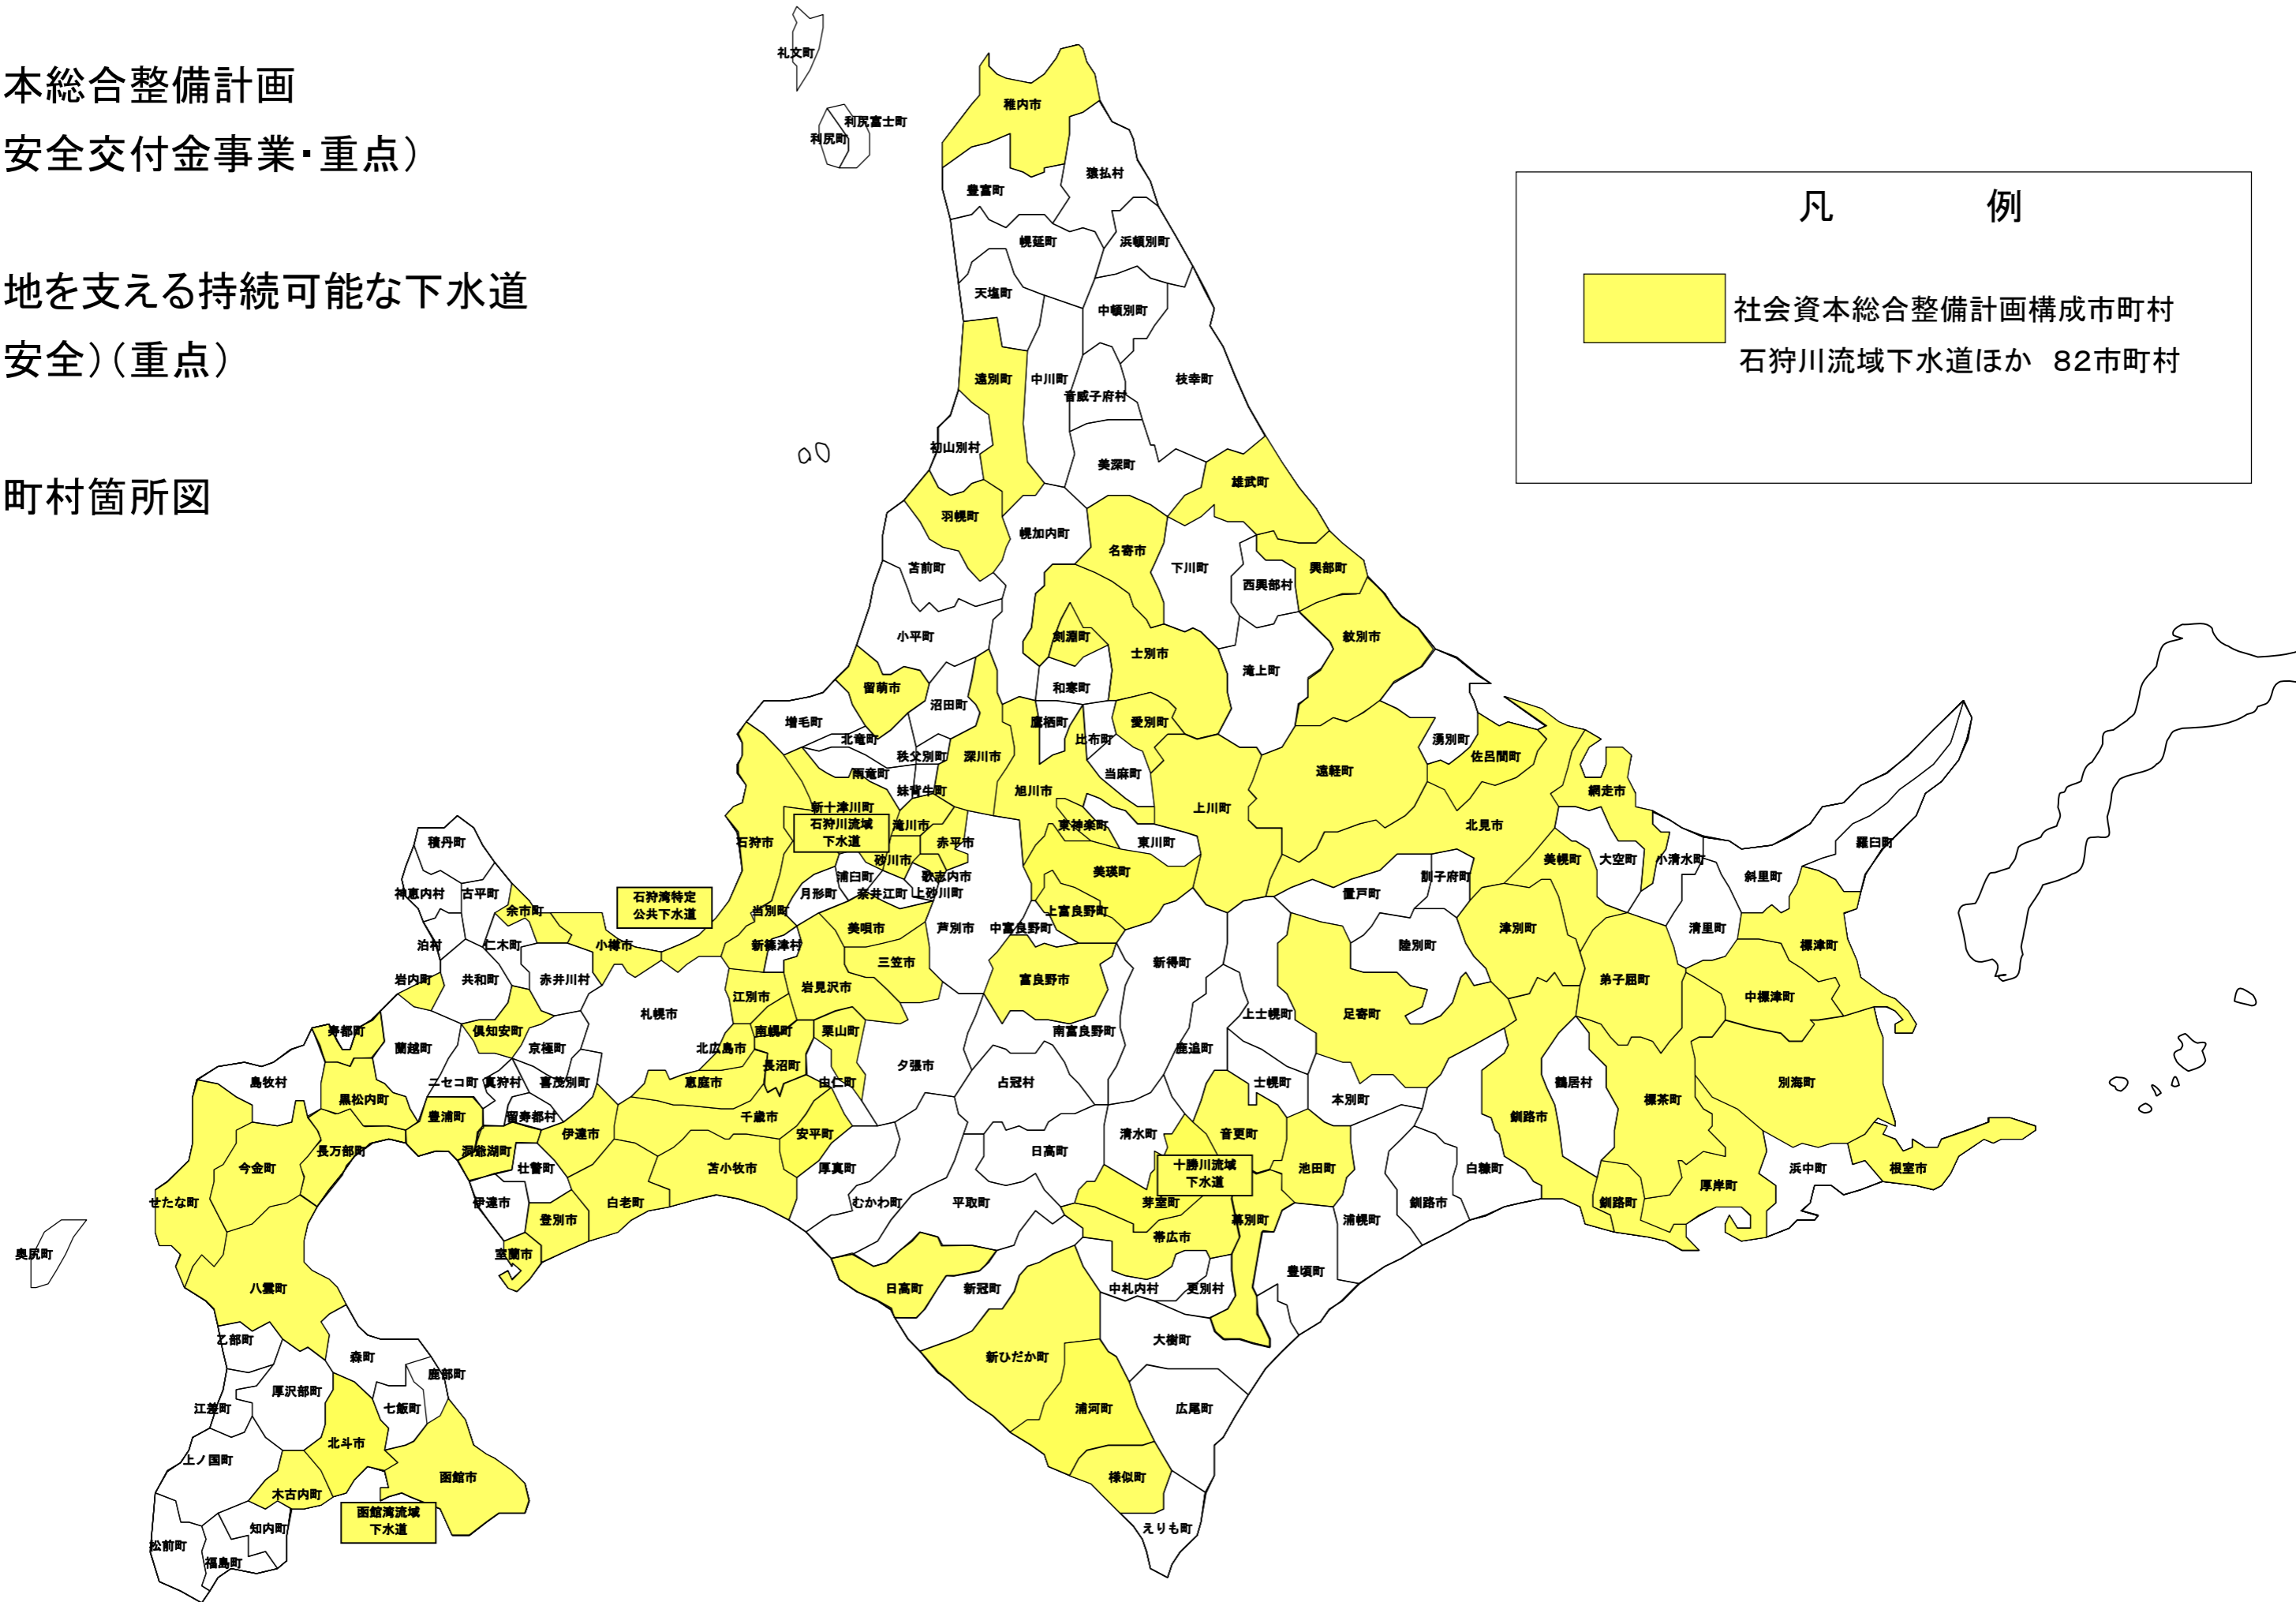 本総合整備計画
安全交付金事業・重点）
地を支える持続可能な下水道
安全）（重点）
町村箇所図
凡 例
社会資本総合整備計画構成市町村
石狩川流域下水道ほか 82市町村
礼文町
利尻富士町
利尻町
稚内市
猿払村
豊富町
幌延町
浜頓別町
天塩町
中頓別町
遠別町
中川町
音威子府村
枝幸町
初山別村
美深町
雄武町
羽幌町
幌加内町
名寄市
下川町
西興部村
興部町
苫前町
小平町
剣淵町
士別市
紋別市
滝上町
留萌市
和寒町
沼田町
増毛町
鷹栖町
愛別町
北竜町
比布町
湧別町
秩父別町
深川市
佐呂間町
雨竜町
当麻町
遠軽町
妹背牛町
旭川市
網走市
新十津川町
上川町
石狩川流域
下水道
滝川市
東神楽町
北見市
石狩市
赤平市
東川町
積丹町
羅臼町
砂川市
美幌町
大空町
小清水町
浦臼町
歌志内市
美瑛町
斜里町
神恵内村
古平町
月形町
奈井江町
上砂川町
置戸町
訓子府町
石狩湾特定
公共下水道
余市町
当別町
上富良野町
美唄市
芦別市
中富良野町
津別町
清里町
泊村
仁木町
小樽市
新篠津村
陸別町
標津町
三笠市
新得町
岩内町
共和町
赤井川村
岩見沢市
富良野市
弟子屈町
江別市
中標津町
札幌市
上士幌町
足寄町
寿都町
倶知安町
南幌町
栗山町
南富良野町
蘭越町
京極町
北広島市
鹿追町
長沼町
夕張市
島牧村
ニセコ町
真狩村
喜茂別町
恵庭市
由仁町
占冠村
士幌町
鶴居村
別海町
黒松内町
本別町
標茶町
豊浦町
留寿都村
千歳市
釧路市
伊達市
安平町
清水町
音更町
長万部町
洞爺湖町
日高町
今金町
壮瞥町
苫小牧市
厚真町
十勝川流域
下水道
池田町
白糠町
浜中町
根室市
厚岸町
せたな町
伊達市
白老町
むかわ町
平取町
芽室町
釧路市
釧路町
登別市
幕別町
浦幌町
帯広市
奥尻町
室蘭市
豊頃町
八雲町
日高町
新冠町
中札内村
更別村
乙部町
大樹町
森町
新ひだか町
鹿部町
厚沢部町
江差町
七飯町
浦河町
広尾町
北斗市
上ノ国町
函館市
様似町
木古内町
函館湾流域
下水道
知内町
えりも町
松前町
福島町